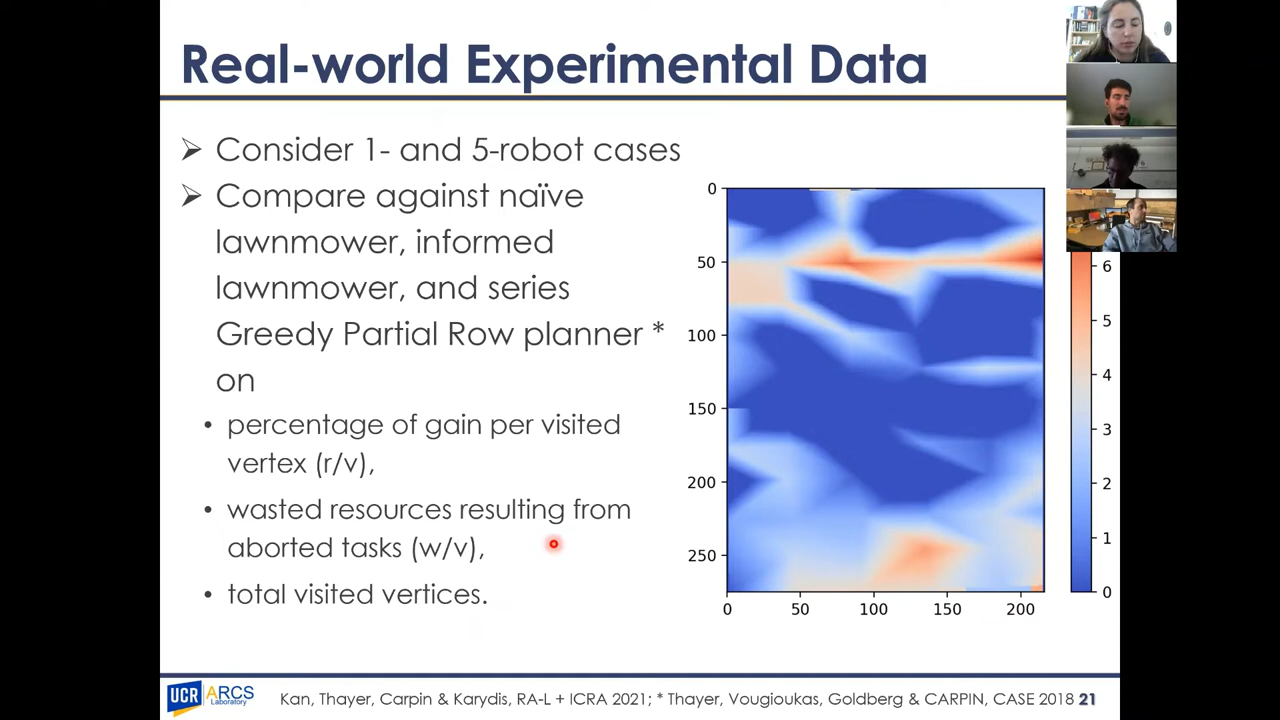 Real-world Experimental Data
➢ Consider 1- and 5-robot cases
➢ Compare against naïve
lawnmower, informed
lawnmower, and series
Greedy Partial Row planner *
on
• percentage of gain per visited
vertex (r/v),
• wasted resources resulting from
aborted tasks (w/v),
• total visited vertices.
0
50
100
150
200
250
0 50 100 150 200
6
5
4
3
2
1
0
UCR ARCS
Laboratory
Kan, Thayer, Carpin & Karydis, RA-L + ICRA 2021; * Thayer, Vougioukas, Goldberg & CARPIN, CASE 2018 21